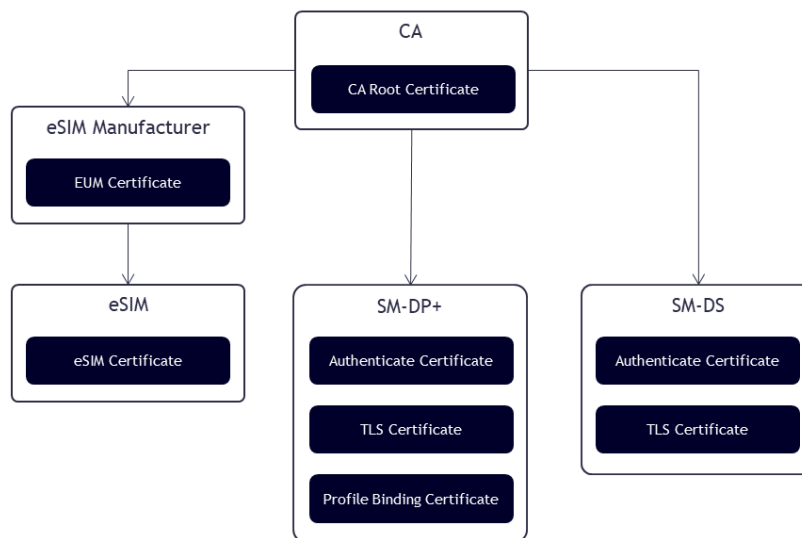 CA
CA Root Certificate
eSIM Manufacturer
EUM Certificate
eSIM
eSIM Certificate
SM-DP+
Authenticate Certificate
TLS Certificate
Profile Binding Certificate
SM-DS
Authenticate Certificate
TLS Certificate